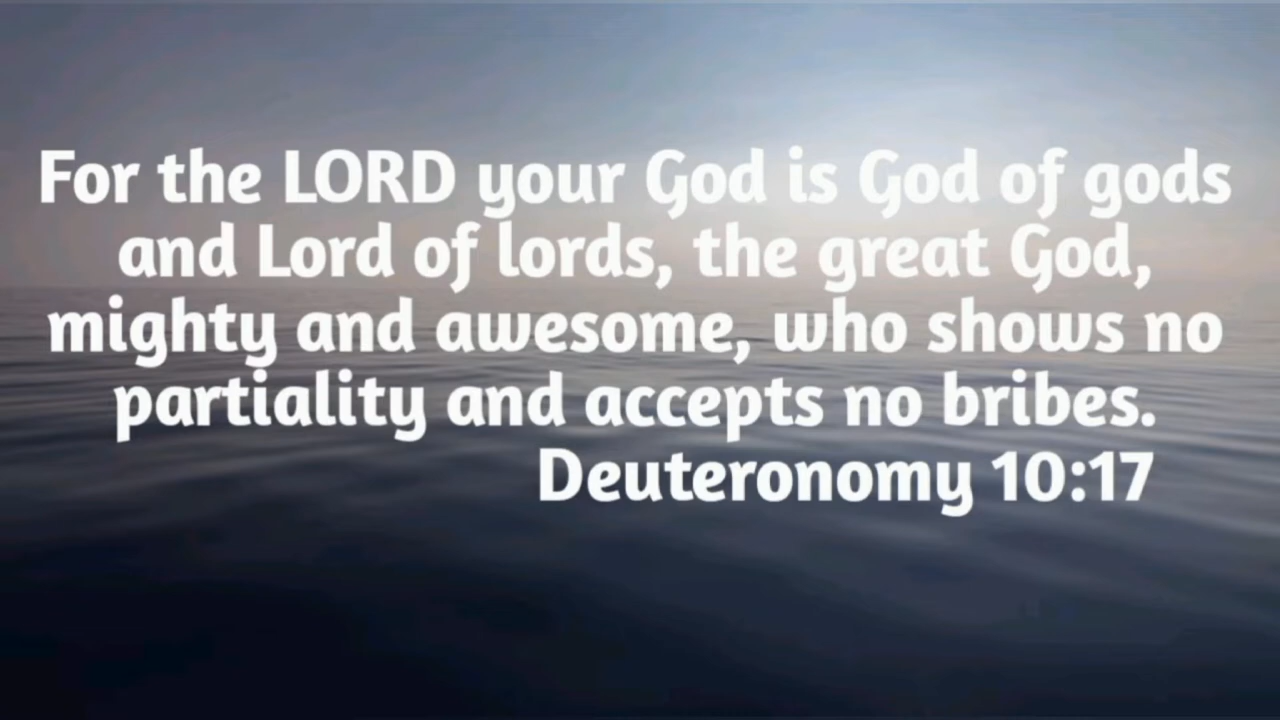 For the LORD your God is God of gods
and Lord of lords, the great God,
mighty and awesome, who shows no
partiality and accepts no bribes.
Deuteronomy 10:17